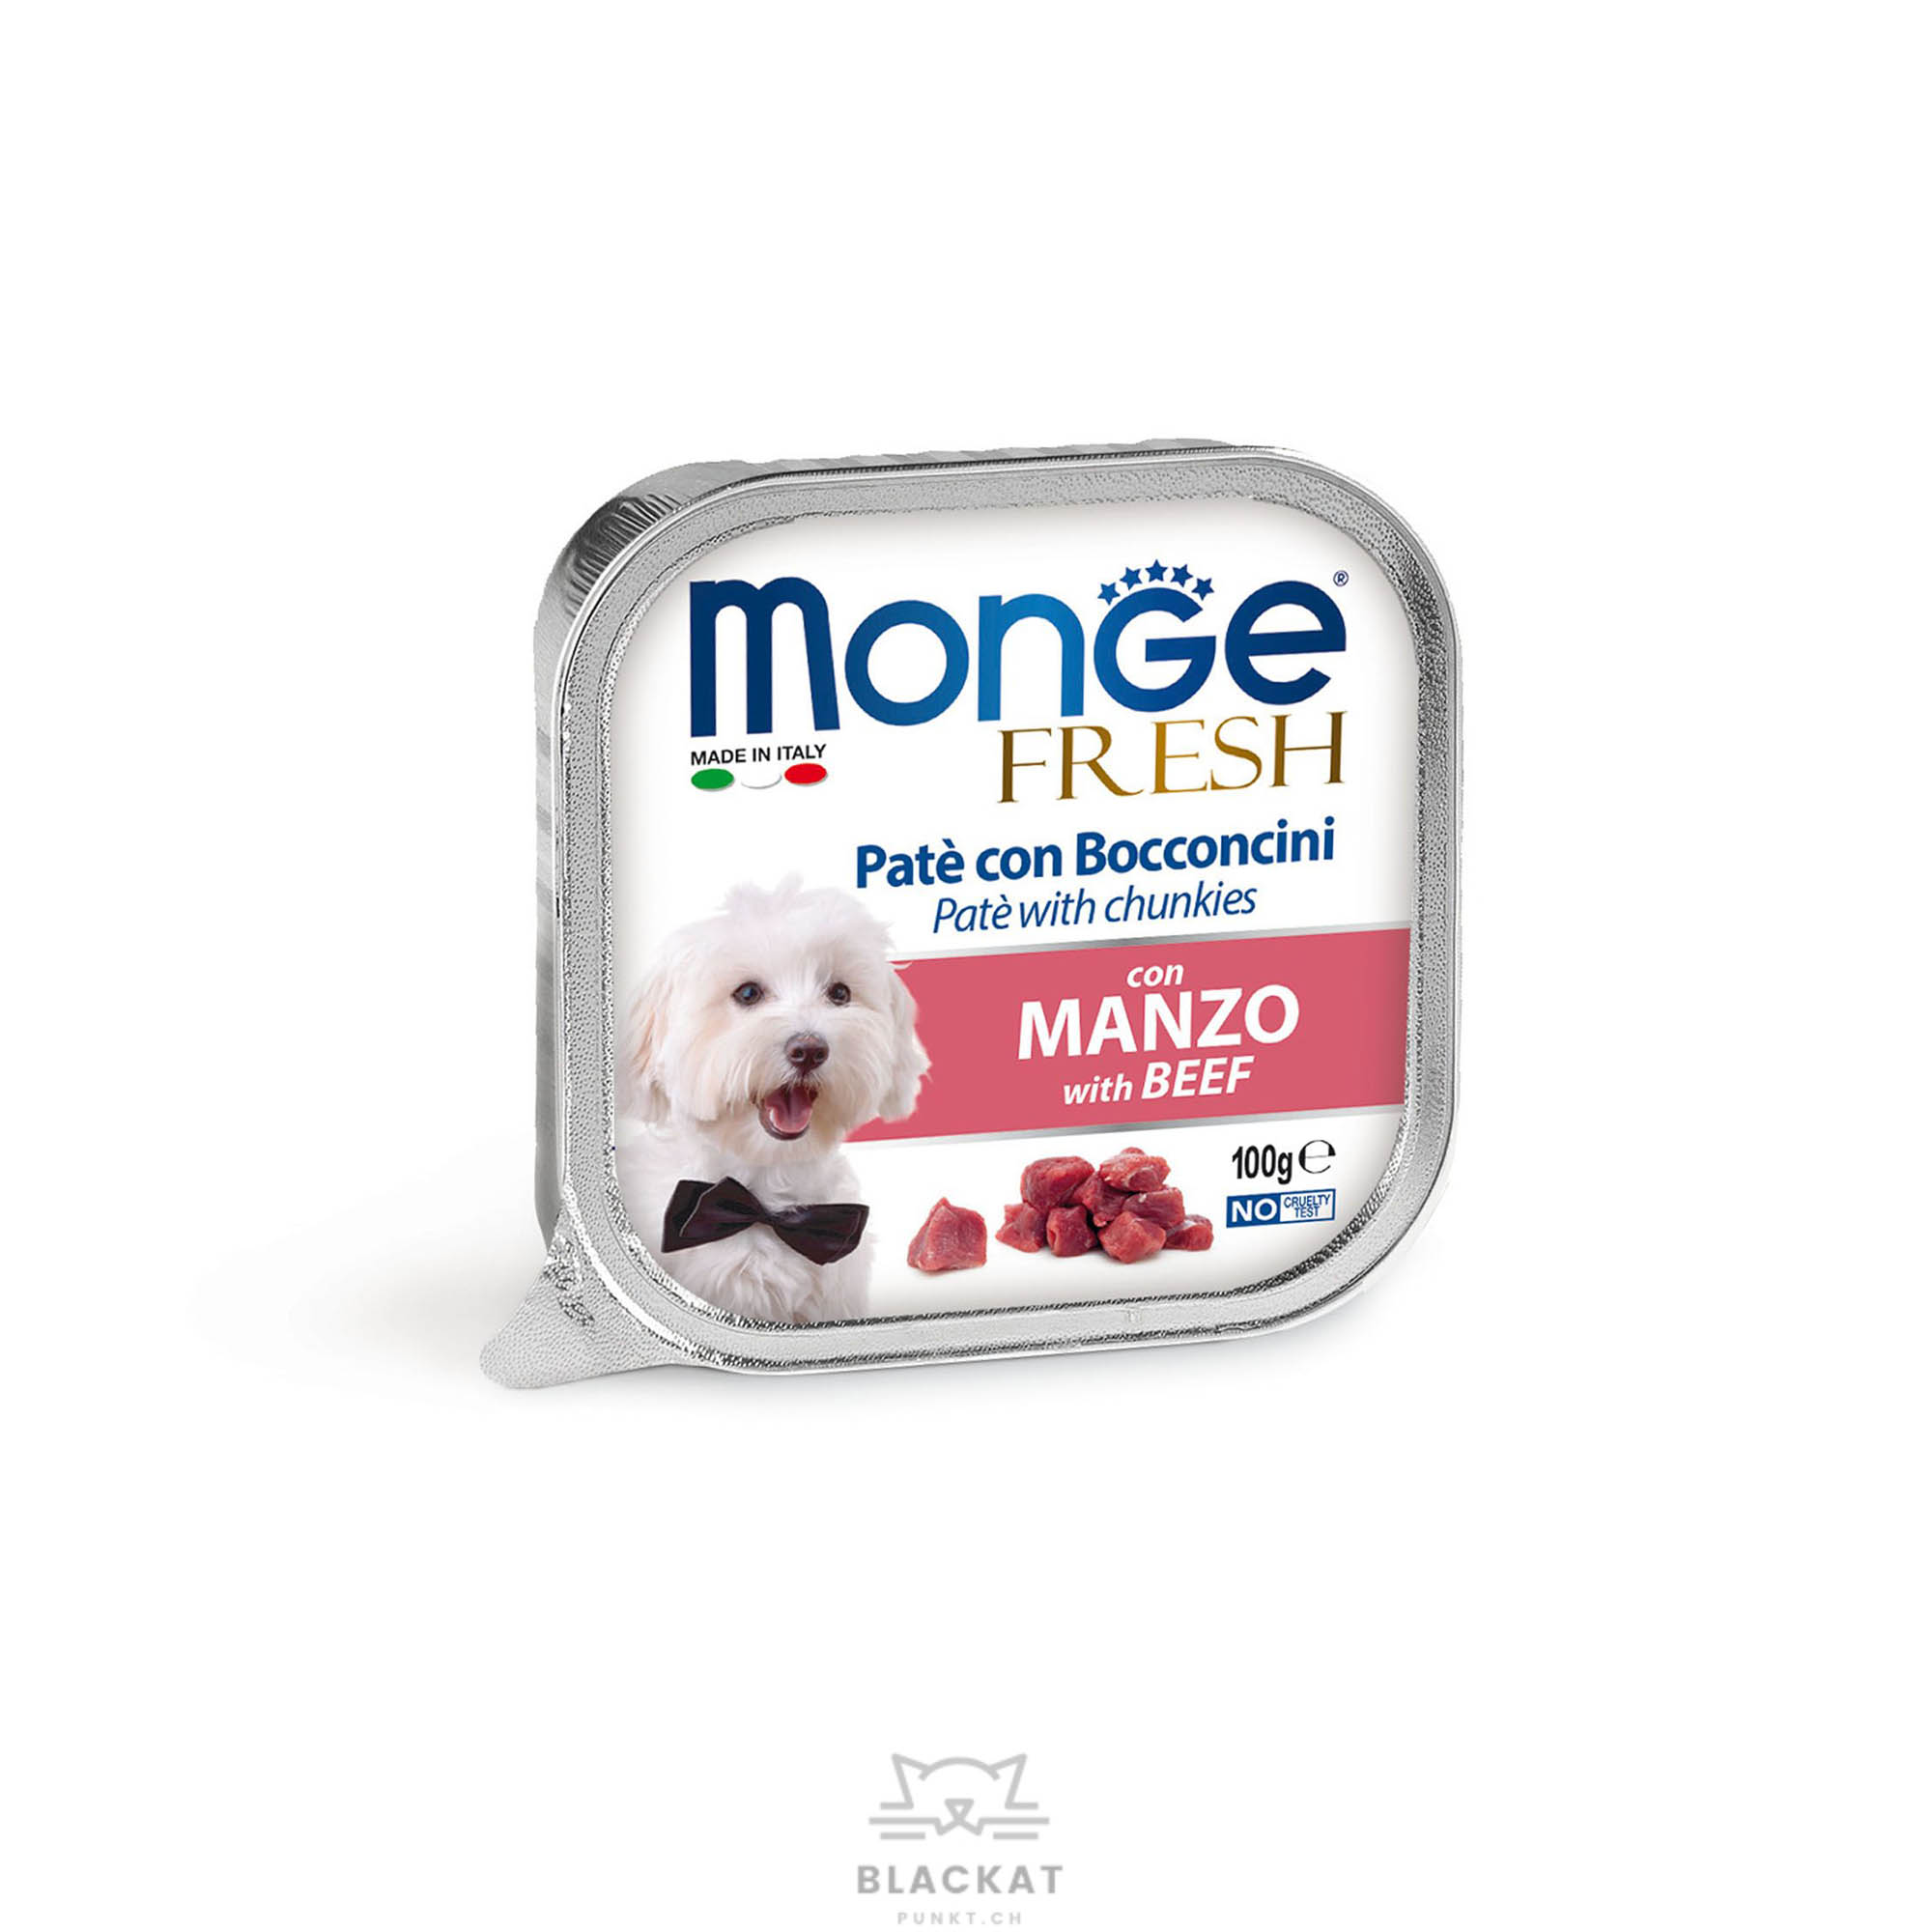 monGe®
MADE IN ITALY
FRESH
Patè con Bocconcini
Patè with chunkies
con
MANZO
with BEEF
100g ℮
NO CRUELTY TEST
BLACKAT
PUNKT.CH